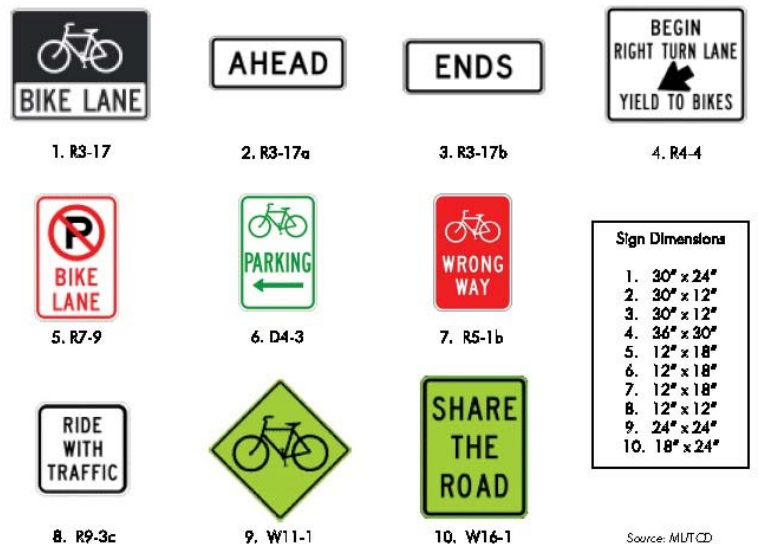 BIKE LANE
AHEAD
ENDS
BEGIN
RIGHT TURN LANE
YIELD TO BIKES
1. R3-17
2. R3-17a
3. R3-17b
4. R4-4
P
BIKE
LANE
PARKING
WRONG
WAY
5. R7-9
6. D4-3
7. R5-1b
Sign Dimensions
1. 30" x 24"
2. 30" x 12"
3. 30" x 12"
4. 36" x 30"
5. 12" x 18"
6. 12" x 18"
7. 12" x 18"
8. 12" x 12"
9. 24" x 24"
10. 18" x 24"
RIDE
WITH
TRAFFIC
SHARE
THE
ROAD
8. R9-3c
9. W11-1
10. W16-1
Source: MUTCD